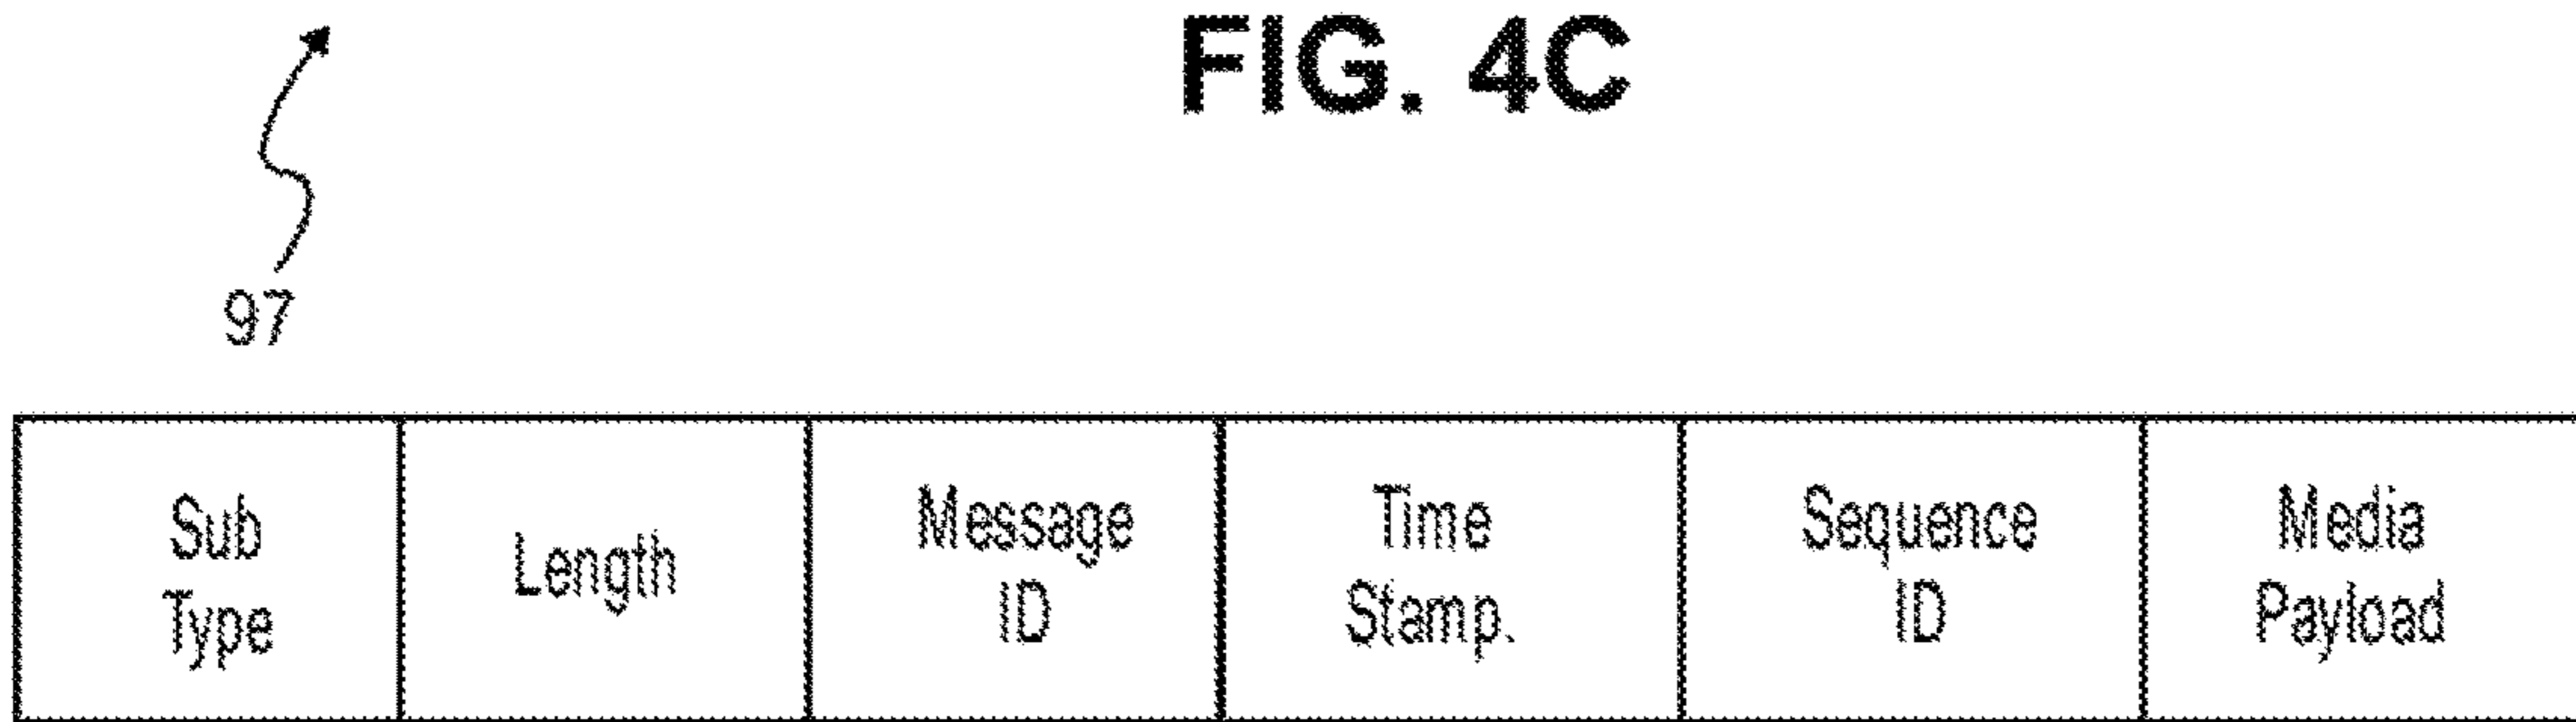 FIG. 4C
97
Sub
Type
Length
Message
ID
Time
Stamp.
Sequence
ID
Media
Payload